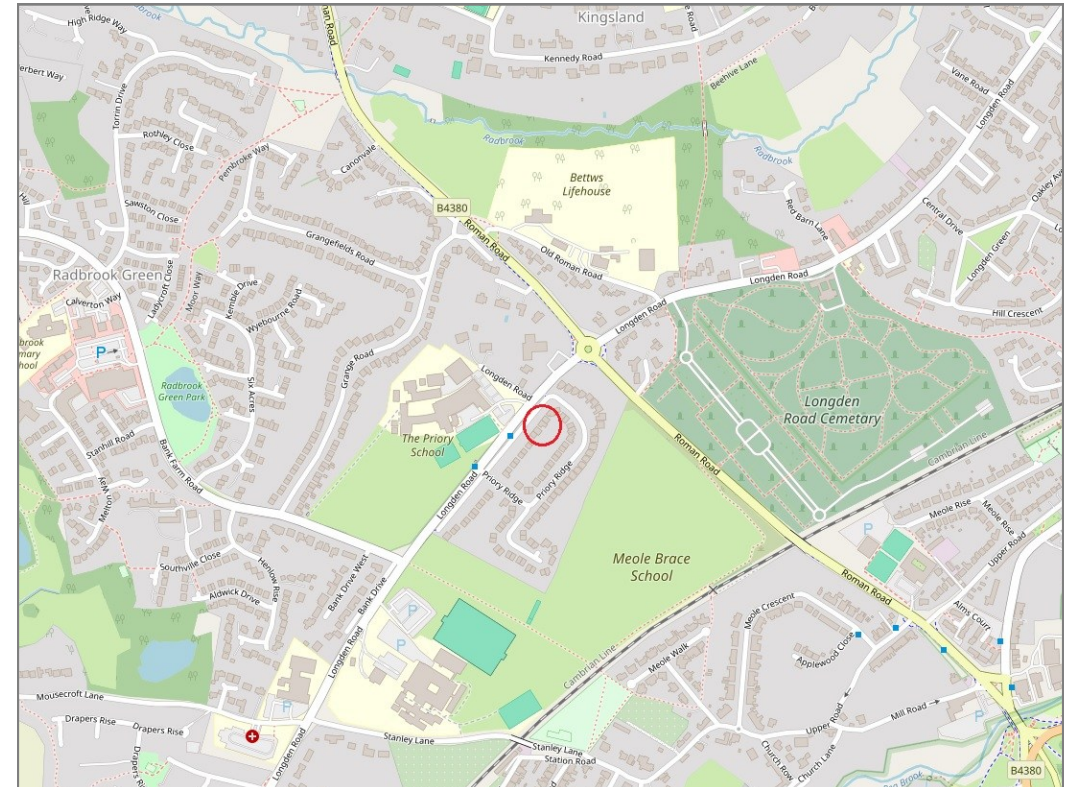 High Ridge Way
Roman Road
Kingsland
Kennedy Road
Beehive Lane
Vane Road
Longden Road
Torrin Drive
Rothley Close
Pembroke Way
Canonvale
Radbrook
Radbrook
Bettws
Lifehouse
B4380
Roman Road
Red Barn Lane
Central Drive
Longden Green
Sawston Close
Grangefields Road
Old Roman Road
Longden Road
Hill Crescent
Radbrook Green
Calverton Way
Ladycroft Close
Moor Way
Kemble Drive
Wyebourne Road
Longden Road
P
Radbrook
Green Park
Six Acres
Grange Road
Longden Road
Longden
Road Cemetery
The Priory
School
Stanhill Road
Bank Farm Road
Melton Way
Longden Road
Priory Ridge
Priory Ridge
Roman Road
Cambrian Line
Meole Rise
Meole Rise
Upper Road
P
Meole Brace
School
Southville Close
Henlow Rise
Aldwick Drive
Bank Drive West
Bank Drive
Longden Road
P
P
Roman Road
Meole Crescent
Alms Court
Applewood Close
Meole Walk
Cambrian Line
Mousecroft Lane
Drapers Rise
Drapers Rise
P
Longden Road
Stanley Lane
Stanley Lane
Station Road
Upper Road
Mill Road
P
Church Row
Church Lane
B4380